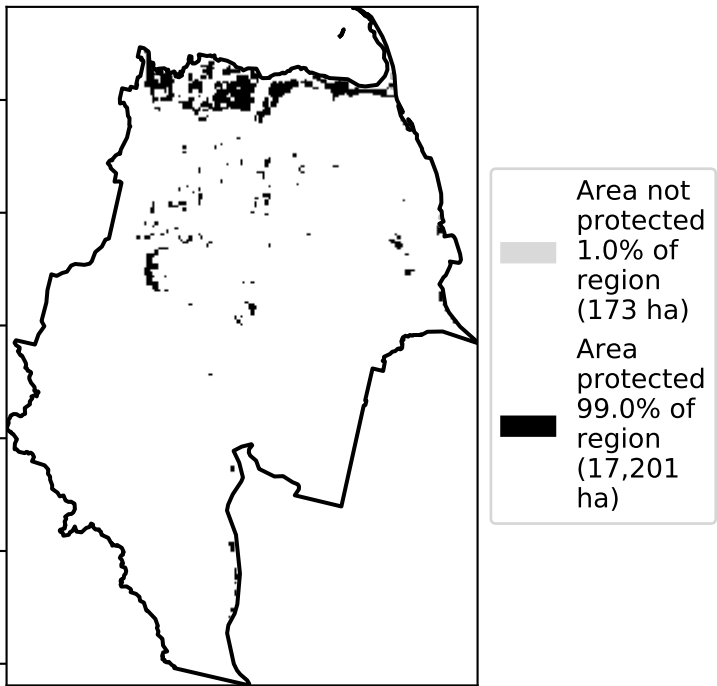 Area not
protected
1.0% of
region
(173 ha)
Area
protected
99.0% of
region
(17,201
ha)